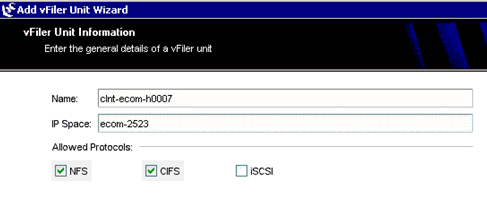 Add vFiler Unit Wizard
vFiler Unit Information
Enter the general details of a vFiler unit
Name: clnt-ecom-h0007
IP Space: ecom-2523
Allowed Protocols:
NFS CIFS iSCSI